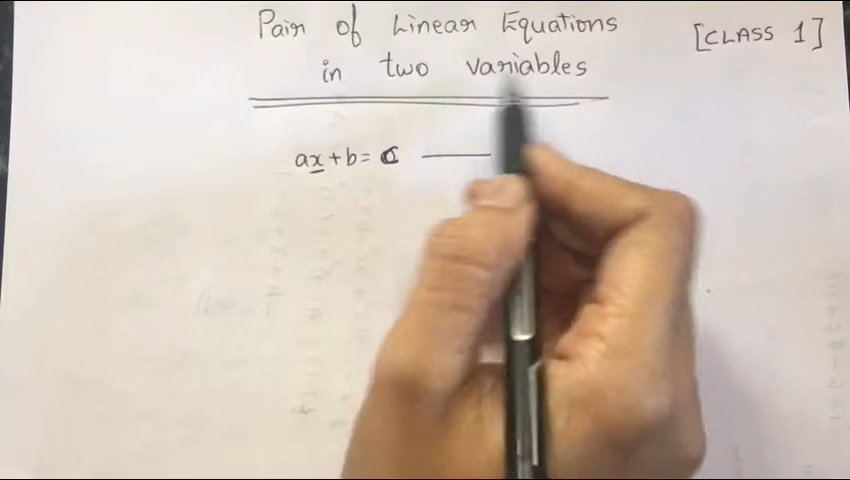 Pair of Linear Equations
[CLASS 1]
in two variables
ax + b = 0